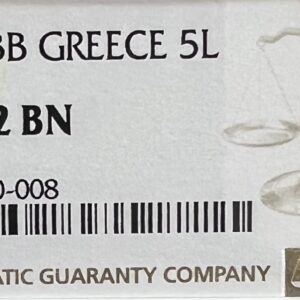 BB GREECE 5L
2 BN
0-008
ATIC GUARANTY COMPANY